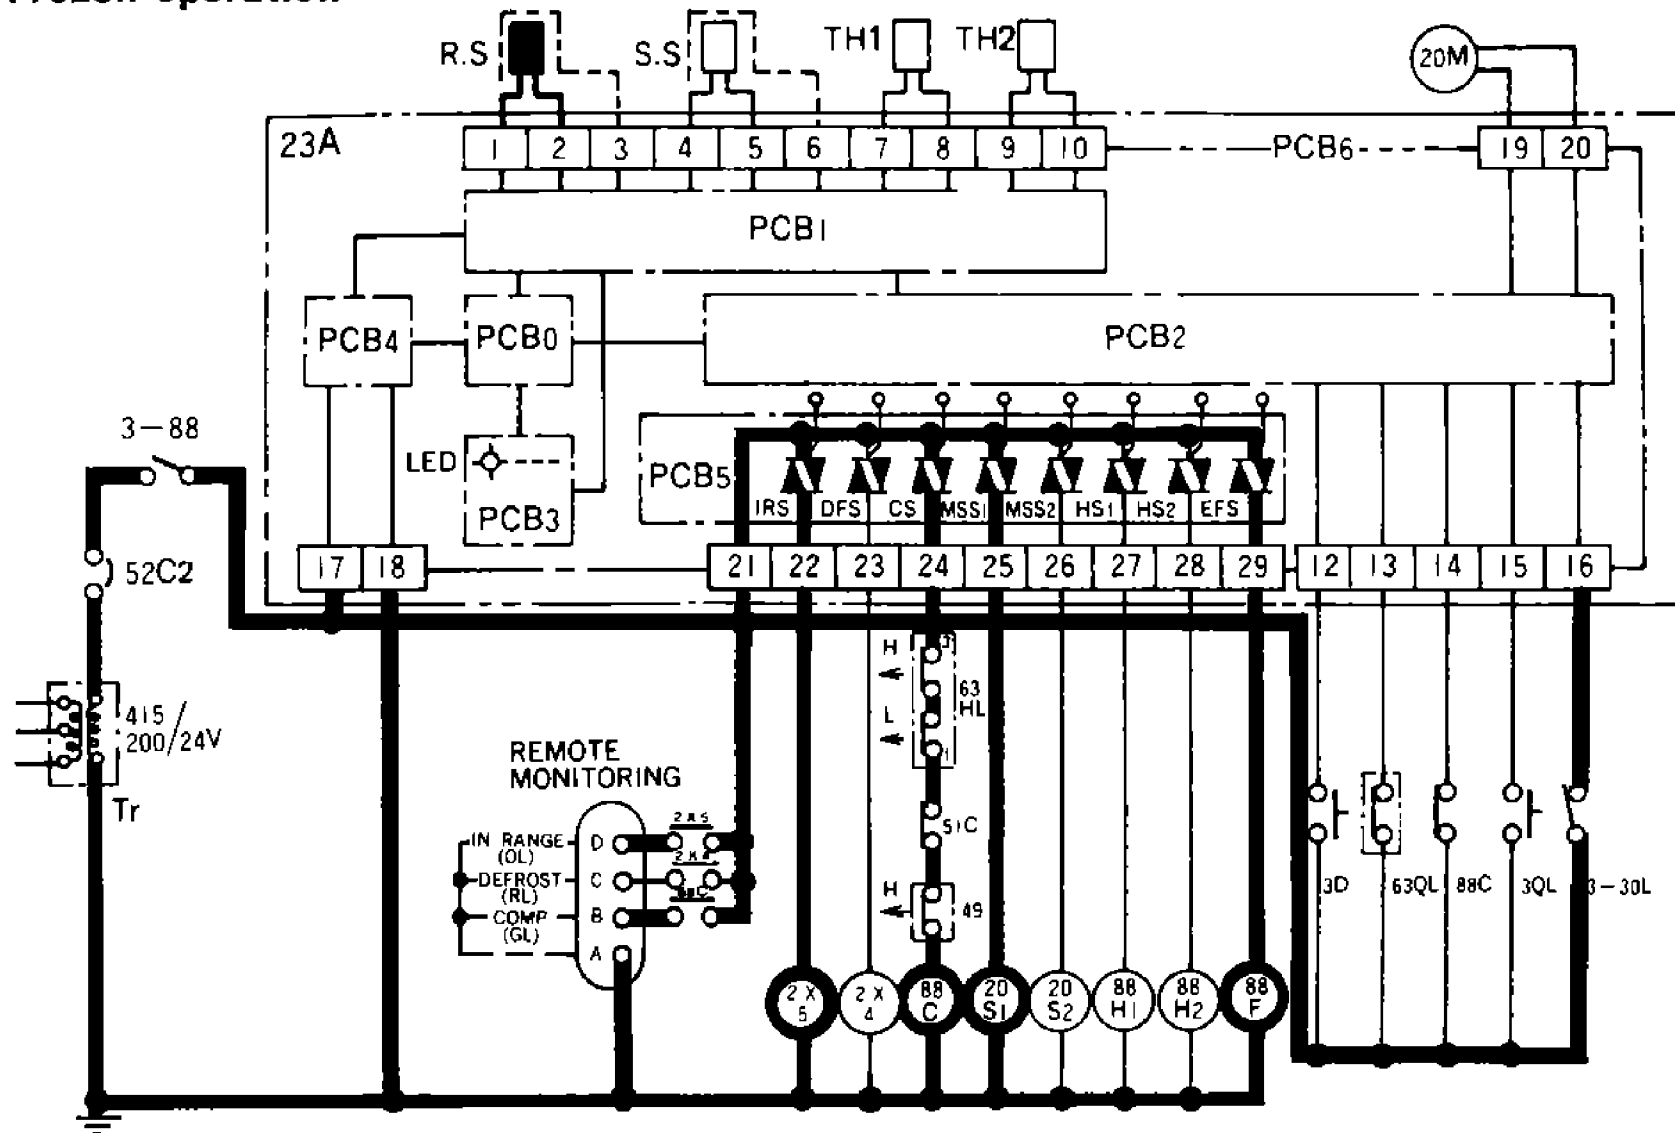 R.S
S.S
TH1
TH2
20M
23A
1 2 3 4 5 6 7 8 9 10
PCB6
19 20
PCB1
PCB4
PCB0
PCB2
3-88
LED
PCB3
PCB5
IRS DFS CS MSS1 MSS2 HS1 HS2 EFS
52C2
17 18
21 22 23 24 25 26 27 28 29
12 13 14 15 16
H
L
63
HL
1
415
200/24V
Tr
REMOTE
MONITORING
IN RANGE
(OL)
DEFROST
(RL)
COMP
(GL)
D
C
B
A
2X5
2X4
88C
51C
H
49
3D
63QL
88C
3QL
3-30L
2X
5
2X
4
88
C
20
S1
20
S2
88
H1
88
H2
88
F